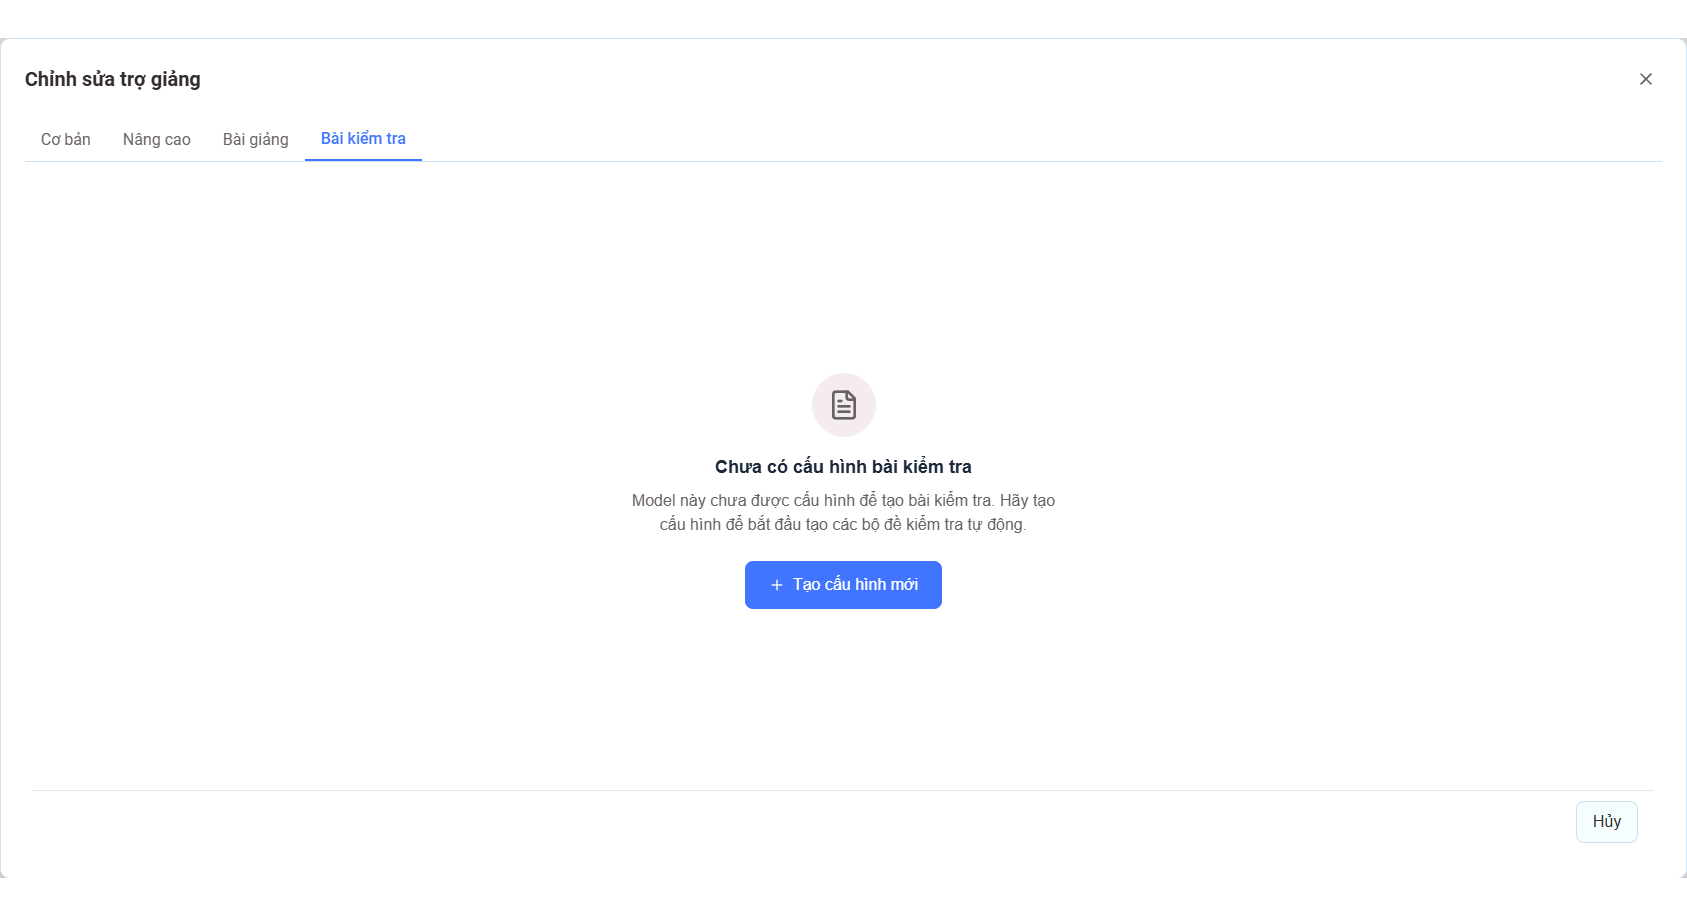 Chỉnh sửa trợ giảng
Cơ bản
Nâng cao
Bài giảng
Bài kiểm tra
Chưa có cấu hình bài kiểm tra
Model này chưa được cấu hình để tạo bài kiểm tra. Hãy tạo
cấu hình để bắt đầu tạo các bộ đề kiểm tra tự động.
+ Tạo cấu hình mới
Hủy